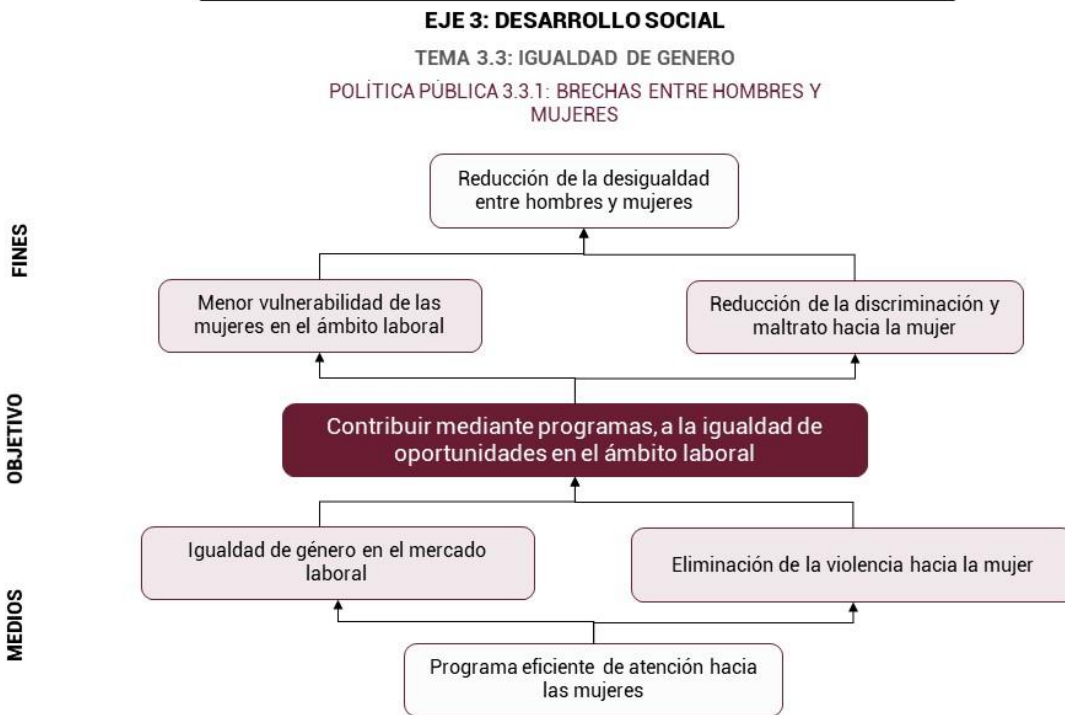 EJE 3: DESARROLLO SOCIAL
TEMA 3.3: IGUALDAD DE GENERO
POLÍTICA PÚBLICA 3.3.1: BRECHAS ENTRE HOMBRES Y
MUJERES
FINES
Reducción de la desigualdad
entre hombres y mujeres
Menor vulnerabilidad de las
mujeres en el ámbito laboral
Reducción de la discriminación y
maltrato hacia la mujer
OBJETIVO
Contribuir mediante programas, a la igualdad de
oportunidades en el ámbito laboral
MEDIOS
Igualdad de género en el mercado
laboral
Eliminación de la violencia hacia la mujer
Programa eficiente de atención hacia
las mujeres